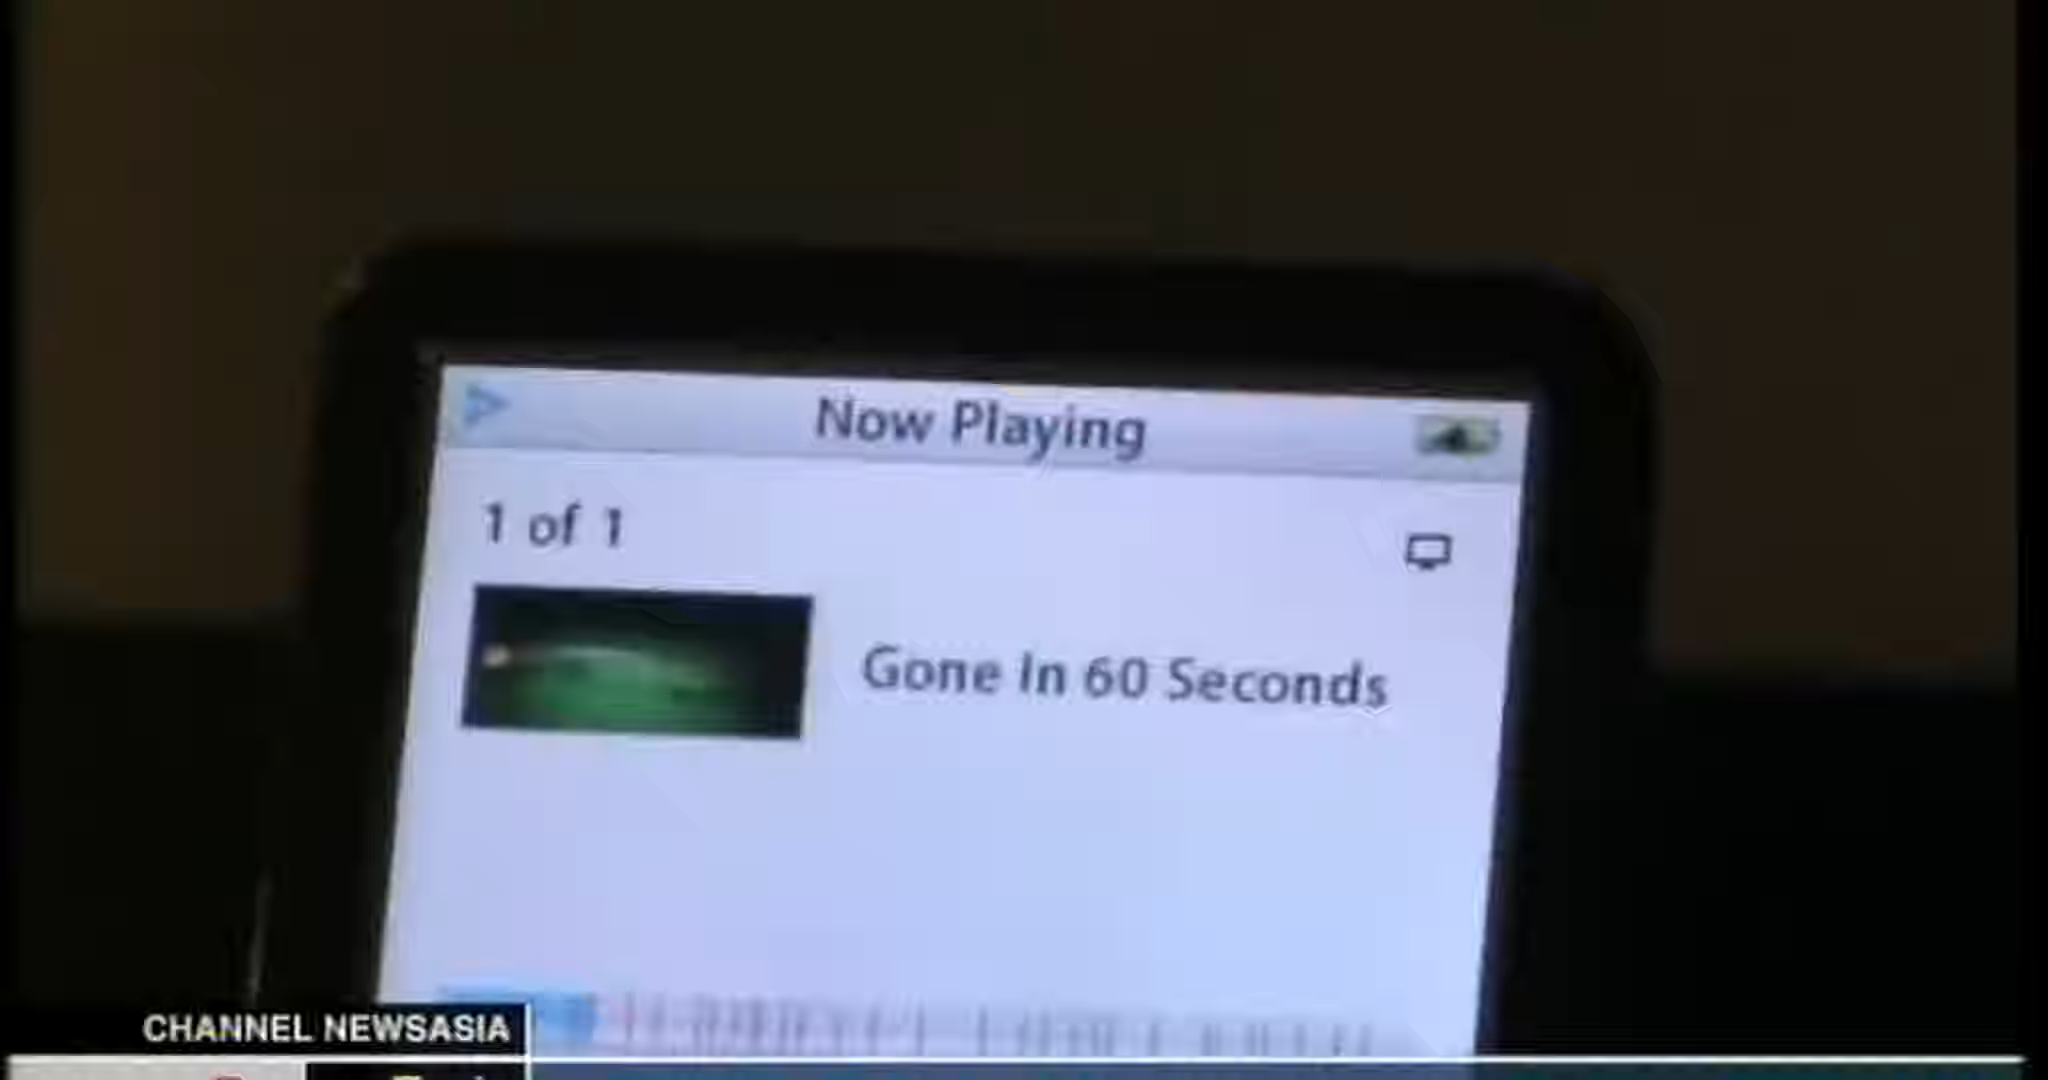 Now Playing
1 of 1
Gone In 60 Seconds
CHANNEL NEWSASIA